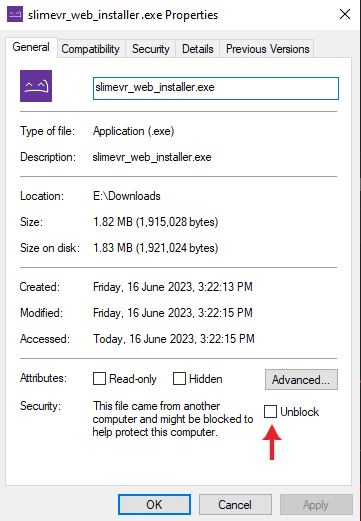 slimevr_web_installer.exe Properties
General Compatibility Security Details Previous Versions
slimevr_web_installer.exe
Type of file: Application (.exe)
Description: slimevr_web_installer.exe
Location: E:\Downloads
Size: 1.82 MB (1,915,028 bytes)
Size on disk: 1.83 MB (1,921,024 bytes)
Created: Friday, 16 June 2023, 3:22:13 PM
Modified: Friday, 16 June 2023, 3:22:15 PM
Accessed: Today, 16 June 2023, 3:22:15 PM
Attributes: Read-only Hidden Advanced...
Security: This file came from another
computer and might be blocked to
help protect this computer.
Unblock
OK Cancel Apply